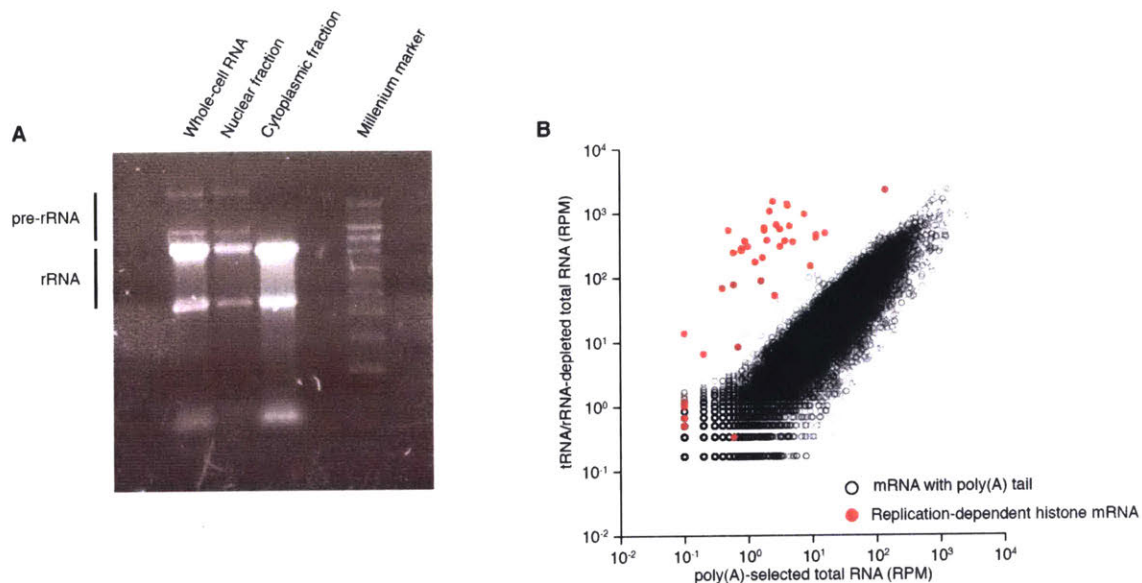 A
Whole-cell RNA
Nuclear fraction
Cytoplasmic fraction
Millenium marker
pre-rRNA
rRNA
B
tRNA/rRNA-depleted total RNA (RPM)
10⁴
10³
10²
10¹
10⁰
10⁻¹
10⁻²
mRNA with poly(A) tail
Replication-dependent histone mRNA
10⁻² 10⁻¹ 10⁰ 10¹ 10² 10³ 10⁴
poly(A)-selected total RNA (RPM)